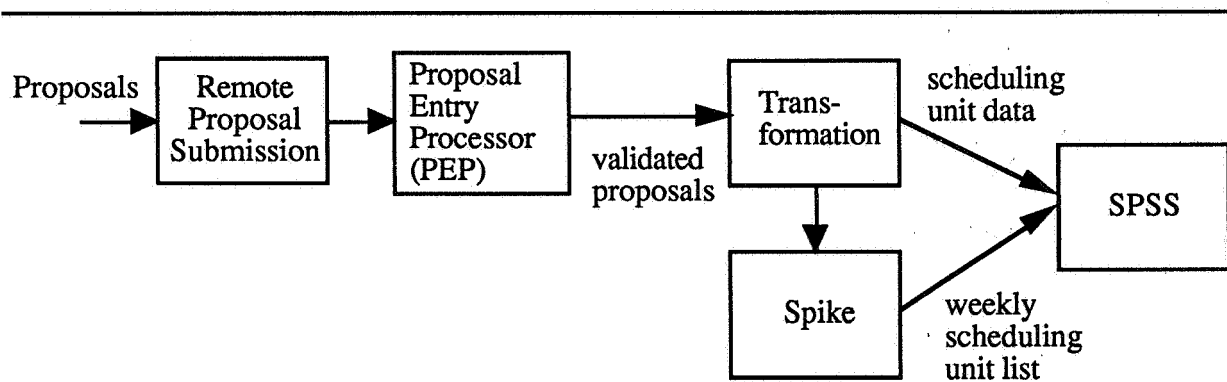 Proposals
Remote
Proposal
Submission
Proposal
Entry
Processor
(PEP)
validated
proposals
Trans-
formation
scheduling
unit data
SPSS
Spike
weekly
scheduling
unit list